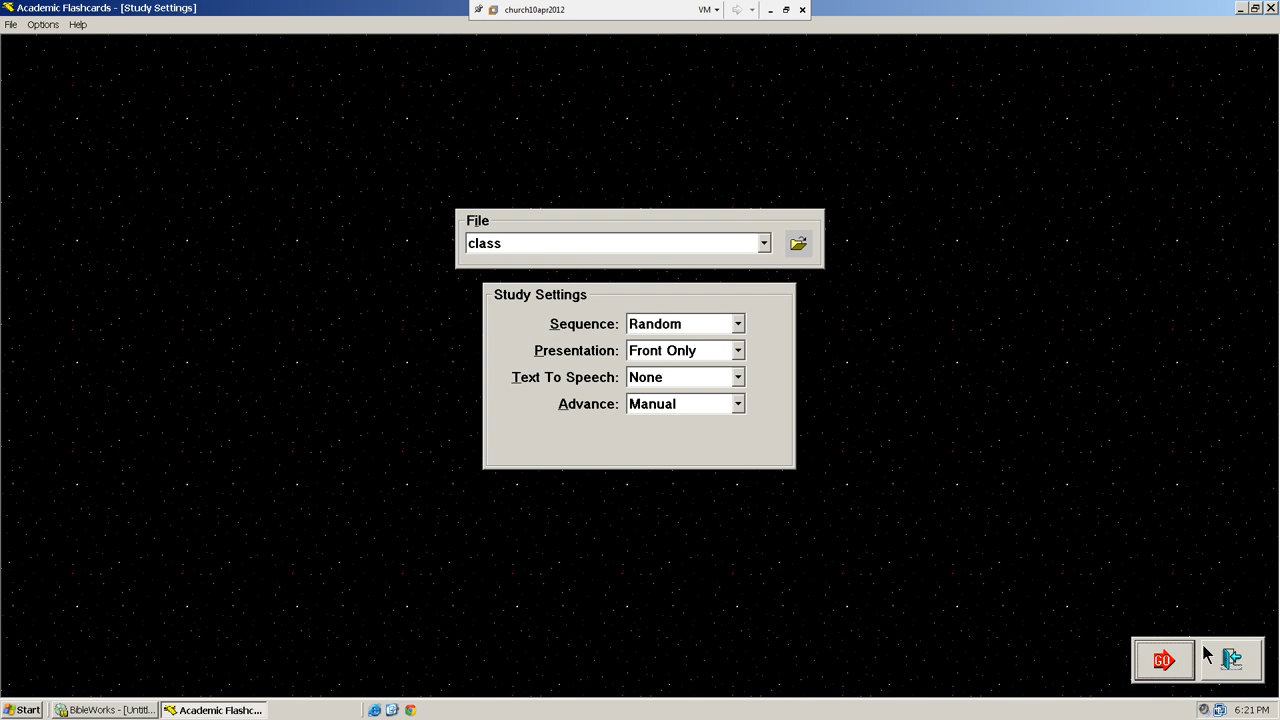 Academic Flashcards - [Study Settings]
church10apr2012
VM
File Options Help
File
class
Study Settings
Sequence: Random
Presentation: Front Only
Text To Speech: None
Advance: Manual
GO
Start
BibleWorks - [Untitl...
Academic Flashc...
6:21 PM